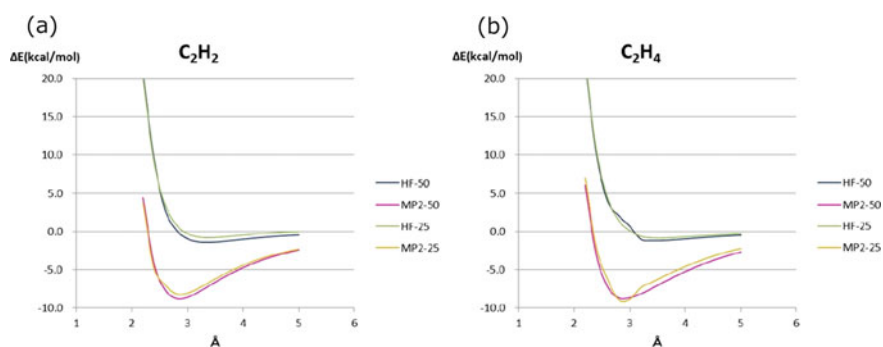 (a)
C₂H₂
ΔE(kcal/mol)
20.0
15.0
10.0
5.0
0.0
-5.0
-10.0
1 2 3 4 5 6
Å
HF-50
MP2-50
HF-25
MP2-25
(b)
C₂H₄
ΔE(kcal/mol)
20.0
15.0
10.0
5.0
0.0
-5.0
-10.0
1 2 3 4 5 6
Å
HF-50
MP2-50
HF-25
MP2-25